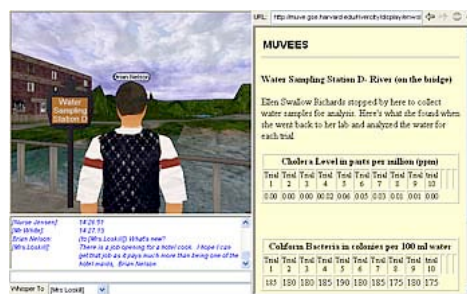 URL: http://muve.gse.harvard.edu/rivercity/display/enviro/
Brian Nelson
Water
Sampling
Station D
[Nurse Jensen]: 14:26:51
[Mr White]: 14:27:15
Brian Nelson: (to [Mrs.Loskill]) What's new?
[Mrs.Loskill]: There is a job opening for a hotel cook. I hope I can
get that job as it pays much more than being one of the
hotel maids, Brian Nelson.
Whisper To [Mrs Loskill]
MUVEES
Water Sampling Station D- River (on the bridge)
Ellen Swallow Richards stopped by here to collect
water samples for analysis. Here's what she found when
she went back to her lab and analyzed the water for
each trial
Cholera Level in parts per million (ppm)
Trial Trial Trial Trial Trial Trial Trial Trial Trial trial
1 2 3 4 5 6 7 8 9 10
0.00 0.00 0.00 0.02 0.06 0.05 0.03 0.01 0.01 0.00
Coliform Bacteria in colonies per 100 ml water
Trial Trial Trial Trial Trial Trial Trial Trial Trial trial
1 2 3 4 5 6 7 8 9 10
185 180 180 185 190 180 185 175 180 175